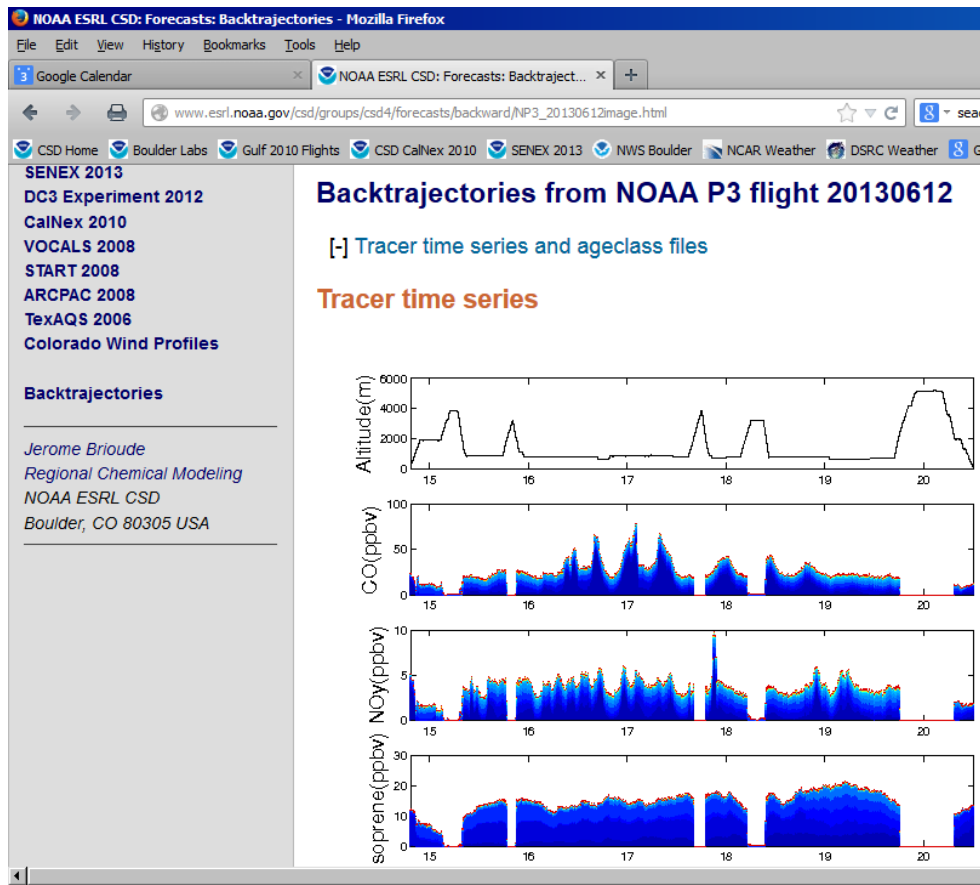 NOAA ESRL CSD: Forecasts: Backtrajectories - Mozilla Firefox
File Edit View History Bookmarks Tools Help
3 Google Calendar × NOAA ESRL CSD: Forecasts: Backtraject... × +
www.esrl.noaa.gov/csd/groups/csd4/forecasts/backward/NP3_20130612image.html 8 sea
CSD Home Boulder Labs Gulf 2010 Flights CSD CalNex 2010 SENEX 2013 NWS Boulder NCAR Weather DSRC Weather 8 G
SENEX 2013
DC3 Experiment 2012
CalNex 2010
VOCALS 2008
START 2008
ARCPAC 2008
TexAQS 2006
Colorado Wind Profiles
Backtrajectories
Jerome Brioude
Regional Chemical Modeling
NOAA ESRL CSD
Boulder, CO 80305 USA
Backtrajectories from NOAA P3 flight 20130612
[-] Tracer time series and ageclass files
Tracer time series
Altitude(m)
6000
4000
2000
0
15 16 17 18 19 20
CO(ppbv)
100
50
0
15 16 17 18 19 20
NOy(ppbv)
10
5
0
15 16 17 18 19 20
soprene(ppbv)
30
20
10
0
15 16 17 18 19 20